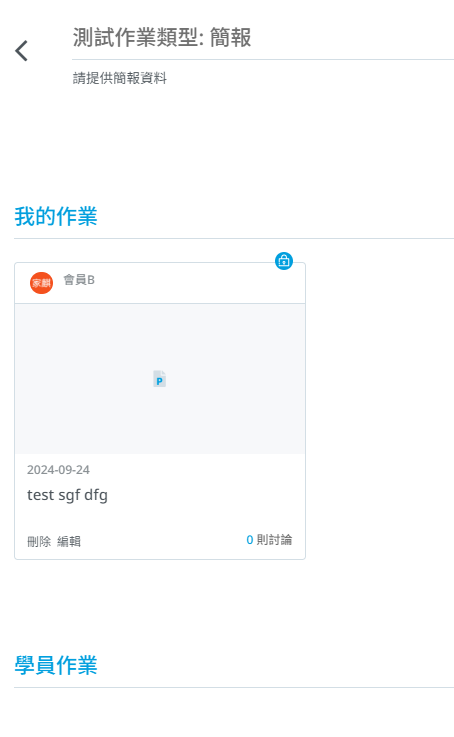 測試作業類型: 簡報
請提供簡報資料
我的作業
家麒
會員B
P
2024-09-24
test sgf dfg
刪除 編輯
0 則討論
學員作業